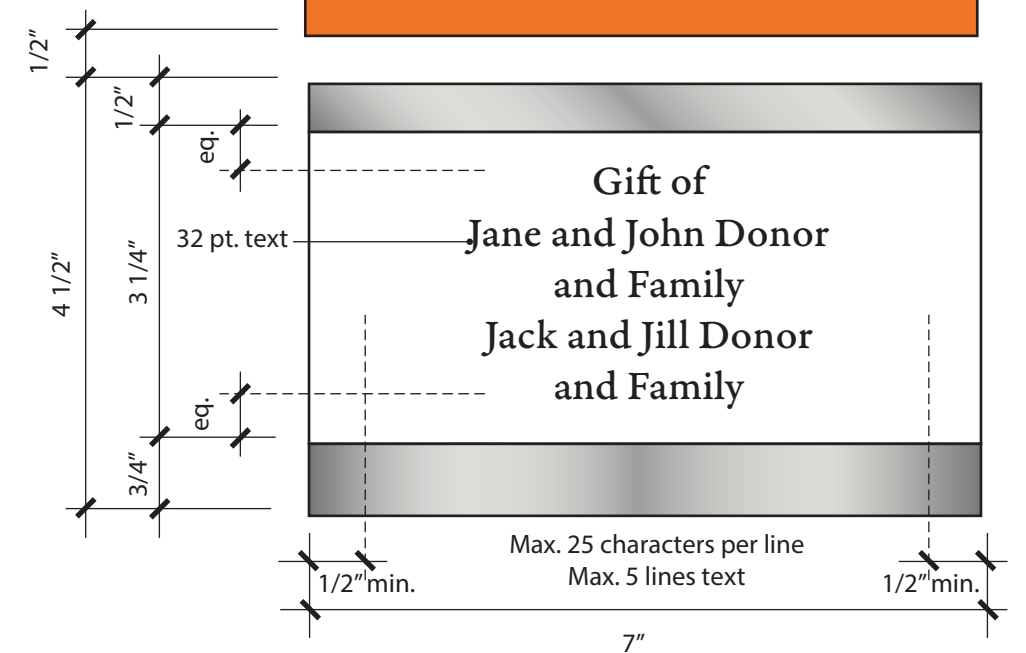 1/2”
1/2”
eq.
Gift of
32 pt. text
Jane and John Donor
and Family
Jack and Jill Donor
and Family
4 1/2”
3 1/4”
eq.
3/4”
Max. 25 characters per line
Max. 5 lines text
1/2” min.
1/2” min.
7”